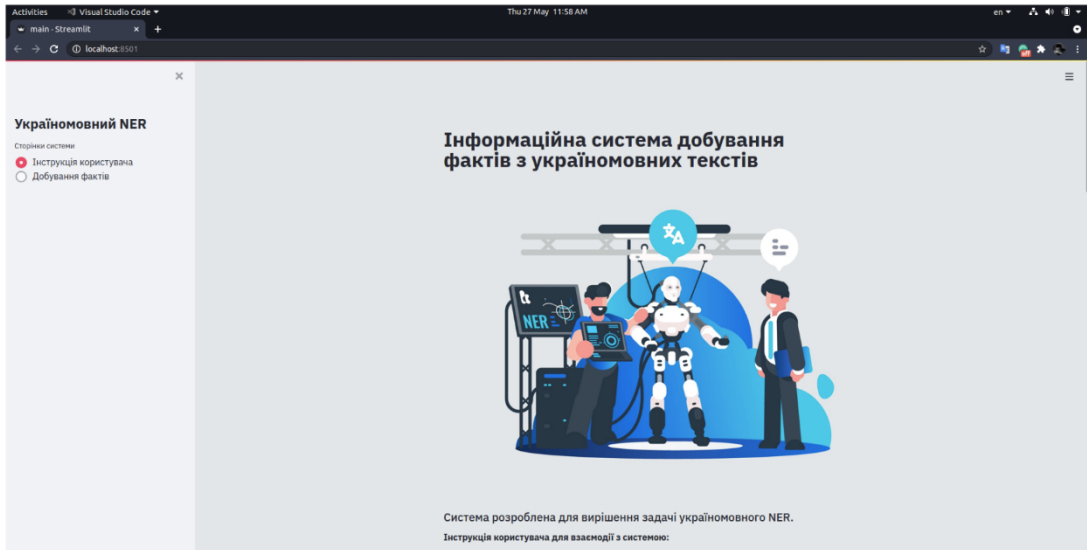 Activities
Visual Studio Code
Thu 27 May 11:58 AM
en
main · Streamlit
localhost:8501
off
Україномовний NER
Сторінки системи
Інструкція користувача
Добування фактів
Інформаційна система добування
фактів з україномовних текстів
NER
Система розроблена для вирішення задачі україномовного NER.
Інструкція користувача для взаємодії з системою: